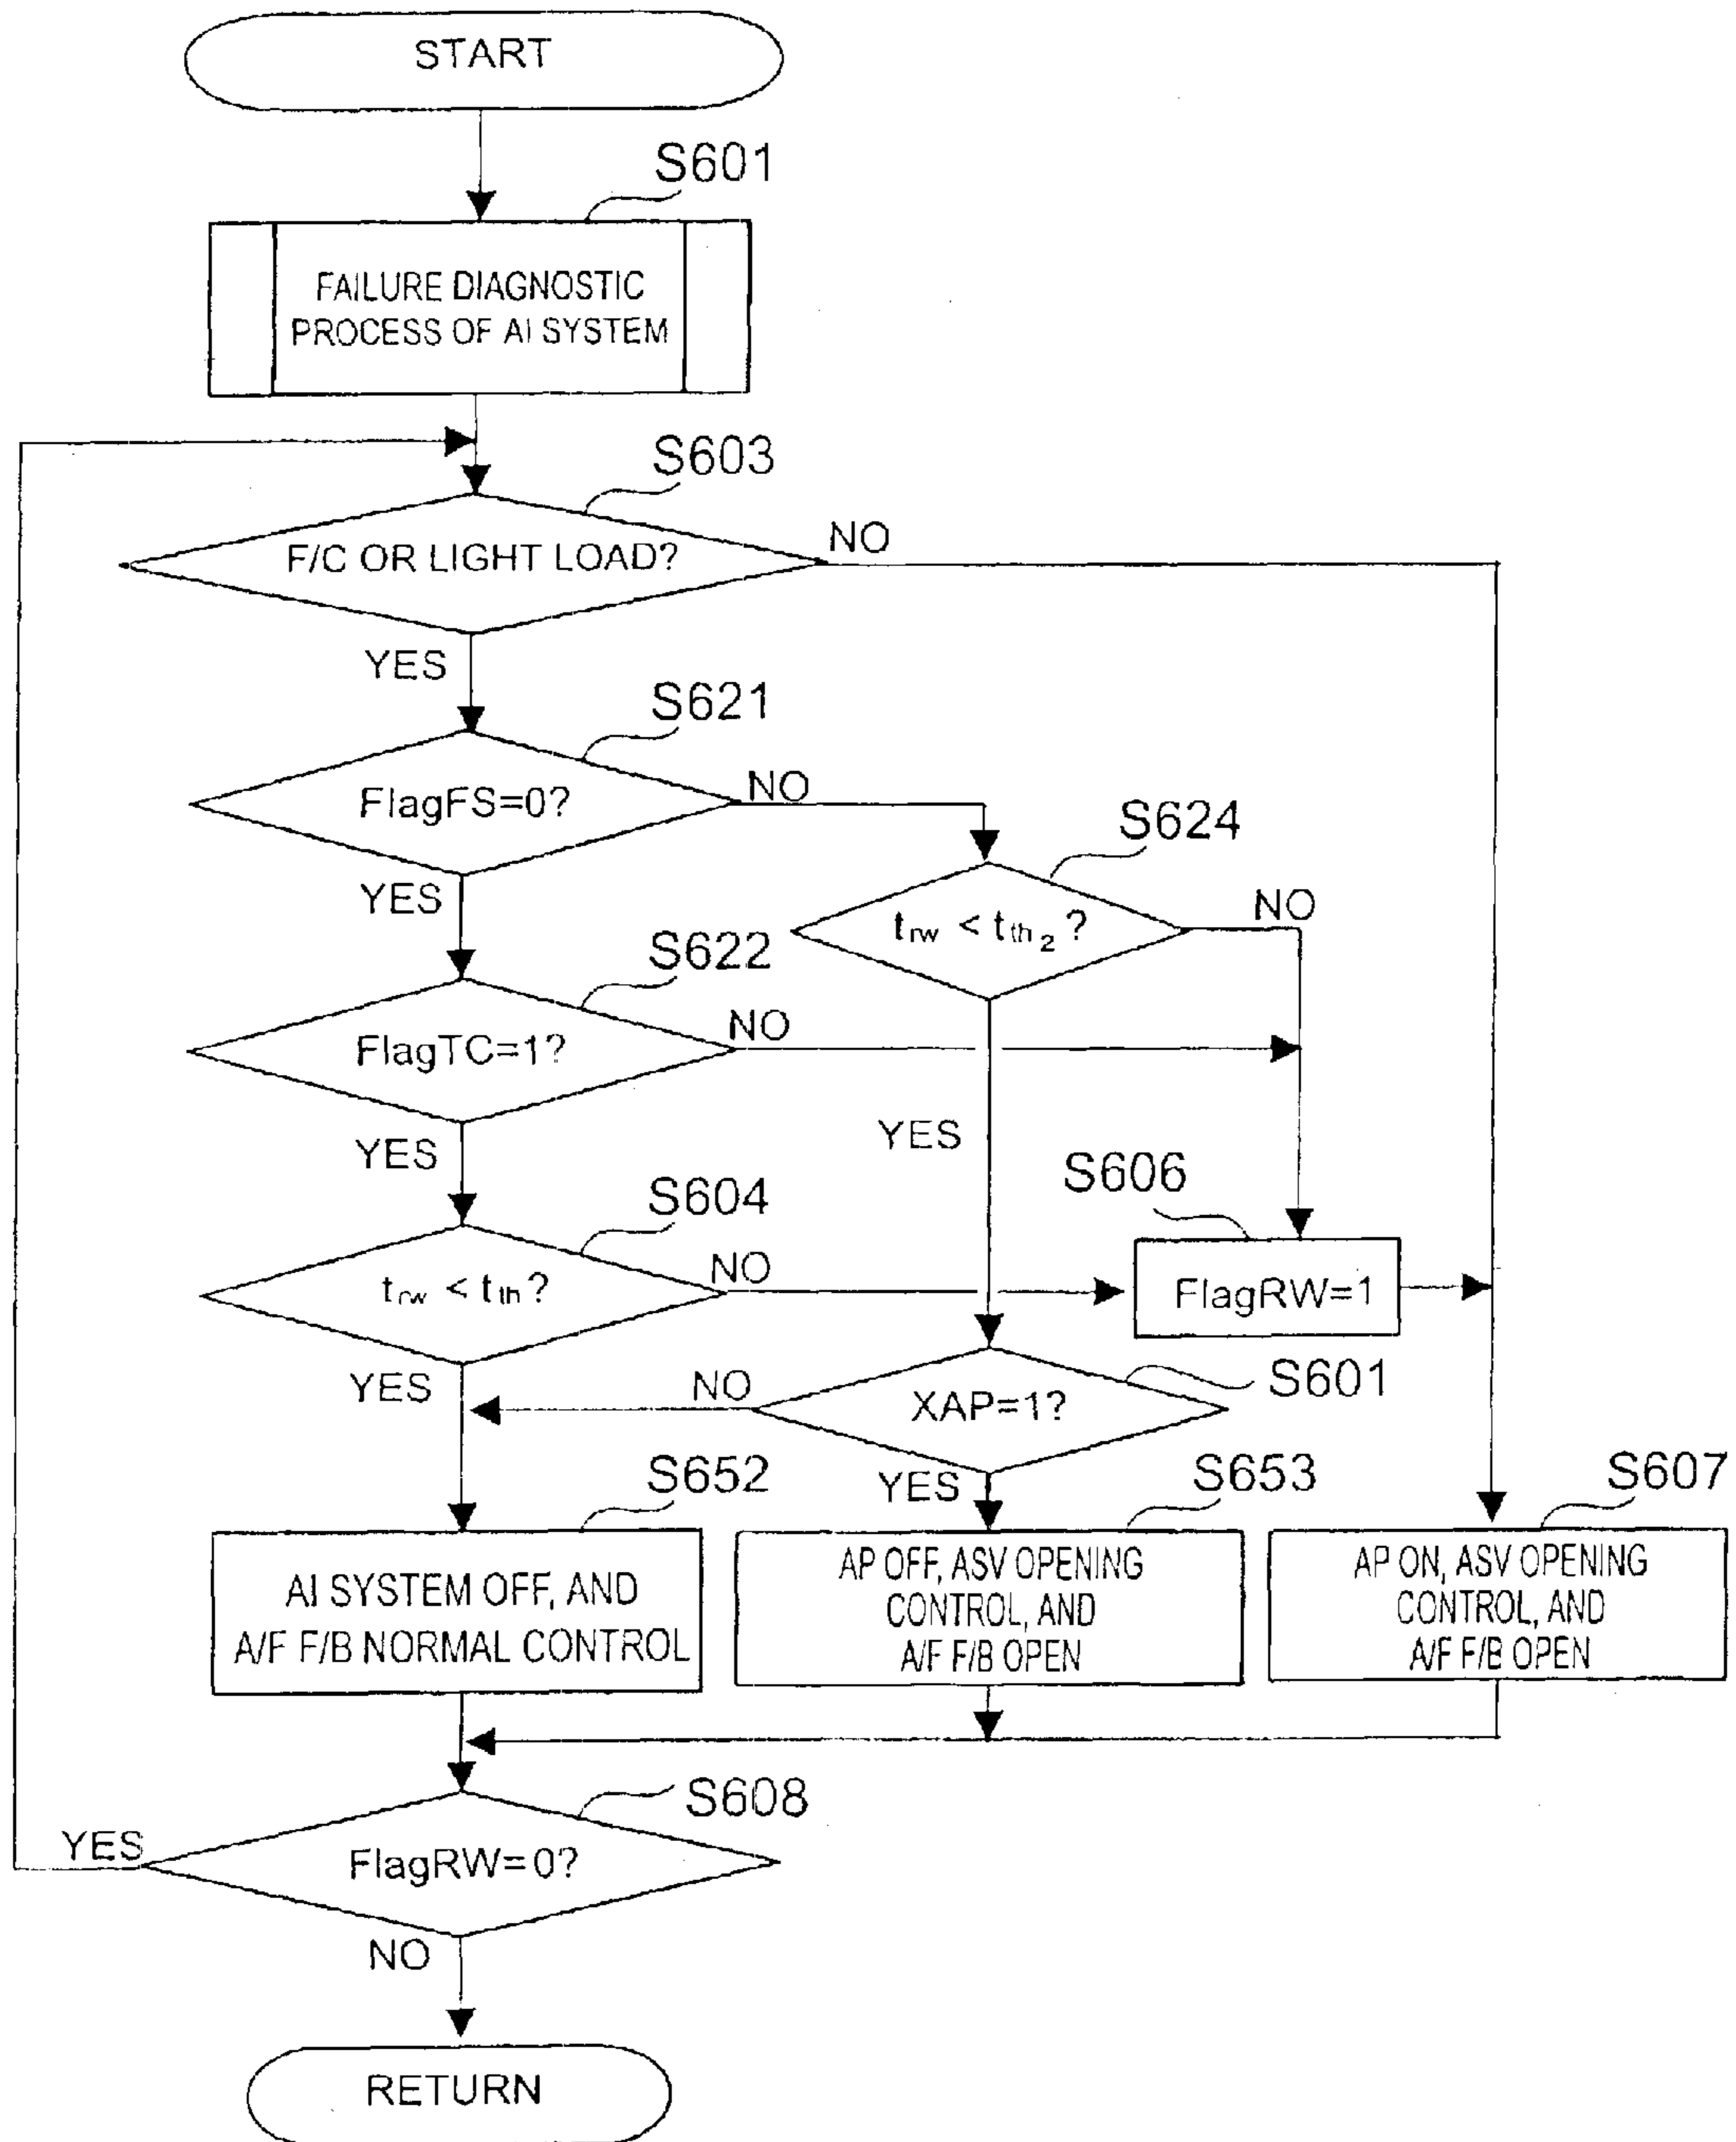 START
S601
FAILURE DIAGNOSTIC
PROCESS OF AI SYSTEM
S603
F/C OR LIGHT LOAD?
NO
YES
S621
FlagFS=0?
NO
YES
S624
trw < tth2 ?
NO
YES
S622
FlagTC=1?
NO
YES
S604
trw < tth?
NO
YES
S606
FlagRW=1
S601
XAP=1?
NO
YES
S652
AI SYSTEM OFF, AND
A/F F/B NORMAL CONTROL
S653
AP OFF, ASV OPENING
CONTROL, AND
A/F F/B OPEN
S607
AP ON, ASV OPENING
CONTROL, AND
A/F F/B OPEN
S608
FlagRW=0?
YES
NO
RETURN